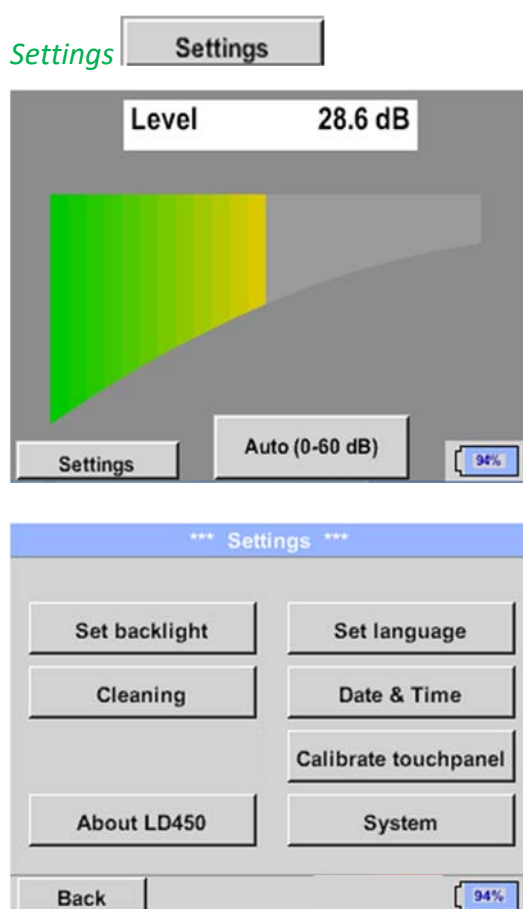 Settings Settings
Level 28.6 dB
Settings Auto (0-60 dB) 94%
*** Settings ***
Set backlight Set language
Cleaning Date & Time
Calibrate touchpanel
About LD450 System
Back 94%